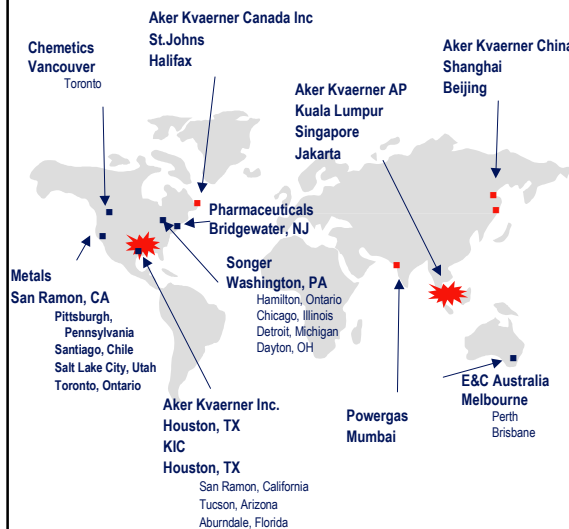 Aker Kvaerner Canada Inc
St.Johns
Halifax
Chemetics
Vancouver
Toronto
Aker Kvaerner China
Shanghai
Beijing
Aker Kvaerner AP
Kuala Lumpur
Singapore
Jakarta
Pharmaceuticals
Bridgewater, NJ
Songer
Washington, PA
Hamilton, Ontario
Chicago, Illinois
Detroit, Michigan
Dayton, OH
Metals
San Ramon, CA
Pittsburgh,
Pennsylvania
Santiago, Chile
Salt Lake City, Utah
Toronto, Ontario
Aker Kvaerner Inc.
Houston, TX
KIC
Houston, TX
San Ramon, California
Tucson, Arizona
Aburndale, Florida
Powergas
Mumbai
E&C Australia
Melbourne
Perth
Brisbane